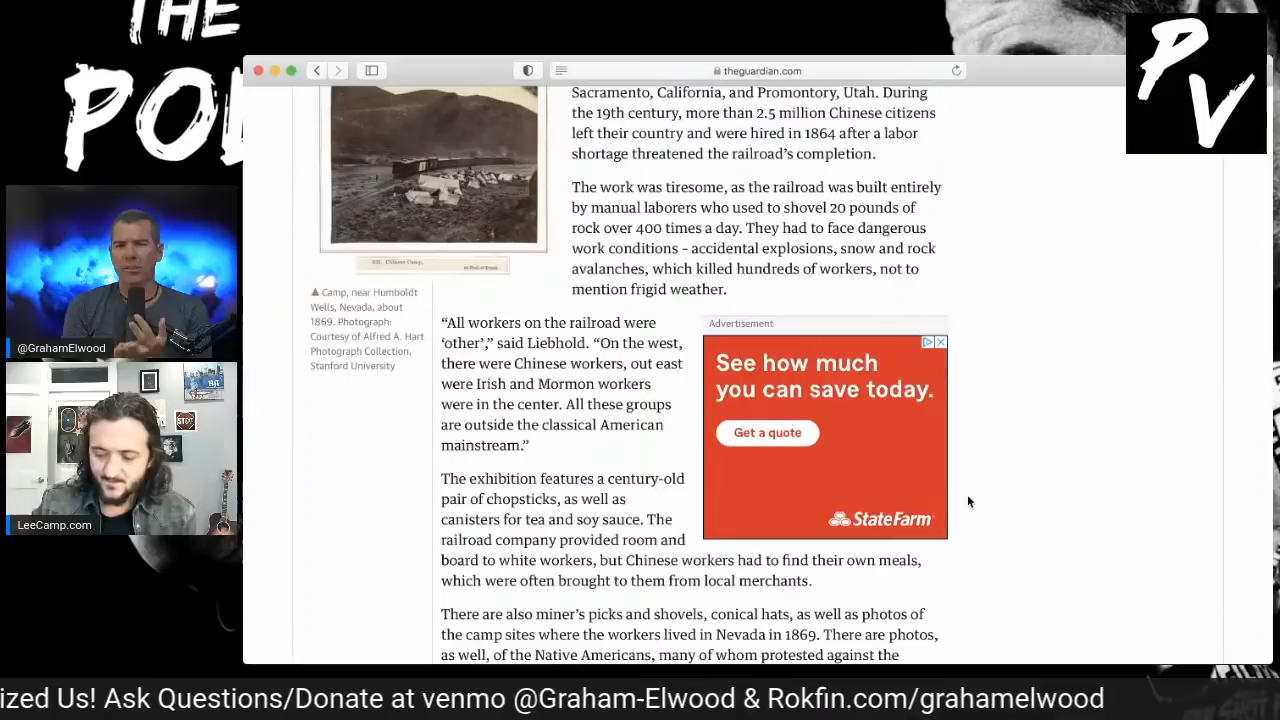 THE
PV
theguardian.com
Sacramento, California, and Promontory, Utah. During
the 19th century, more than 2.5 million Chinese citizens
left their country and were hired in 1864 after a labor
shortage threatened the railroad’s completion.
The work was tiresome, as the railroad was built entirely
by manual laborers who used to shovel 20 pounds of
rock over 400 times a day. They had to face dangerous
work conditions – accidental explosions, snow and rock
avalanches, which killed hundreds of workers, not to
mention frigid weather.
Chinese Camp,
▲ Camp, near Humboldt
Wells, Nevada, about
1869. Photograph:
Courtesy of Alfred A. Hart
Photograph Collection,
Stanford University
“All workers on the railroad were
‘other’,” said Liebhold. “On the west,
there were Chinese workers, out east
were Irish and Mormon workers
were in the center. All these groups
are outside the classical American
mainstream.”
Advertisement
See how much
you can save today.
Get a quote
StateFarm
The exhibition features a century-old
pair of chopsticks, as well as
canisters for tea and soy sauce. The
railroad company provided room and
board to white workers, but Chinese workers had to find their own meals,
which were often brought to them from local merchants.
There are also miner’s picks and shovels, conical hats, as well as photos of
the camp sites where the workers lived in Nevada in 1869. There are photos,
as well, of the Native Americans, many of whom protested against the
@GrahamElwood
STOP
LeeCamp.com
ized Us! Ask Questions/Donate at venmo @Graham-Elwood & Rokfin.com/grahamelwood